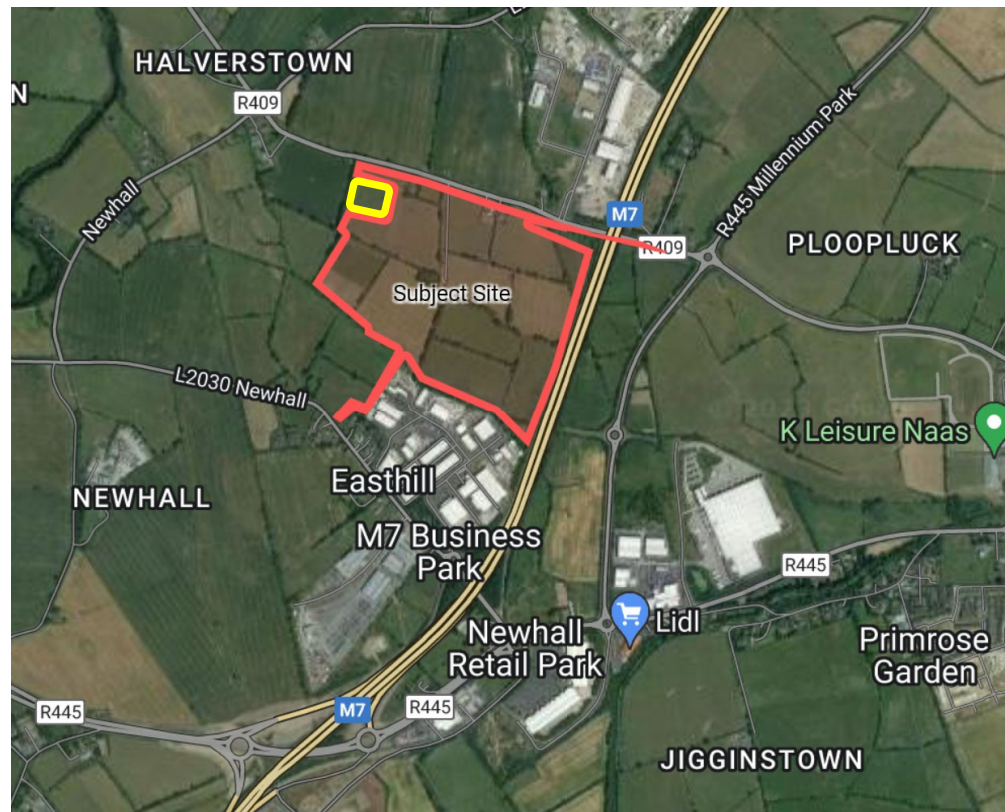 HALVERSTOWN
N
R409
R445 Millennium Park
Newhall
M7
R409
PLOOPLUCK
Subject Site
L2030 Newhall
K Leisure Naas
Easthill
NEWHALL
M7 Business
Park
R445
Newhall
Retail Park
Lidl
Primrose
Garden
R445
M7
R445
JIGGINSTOWN